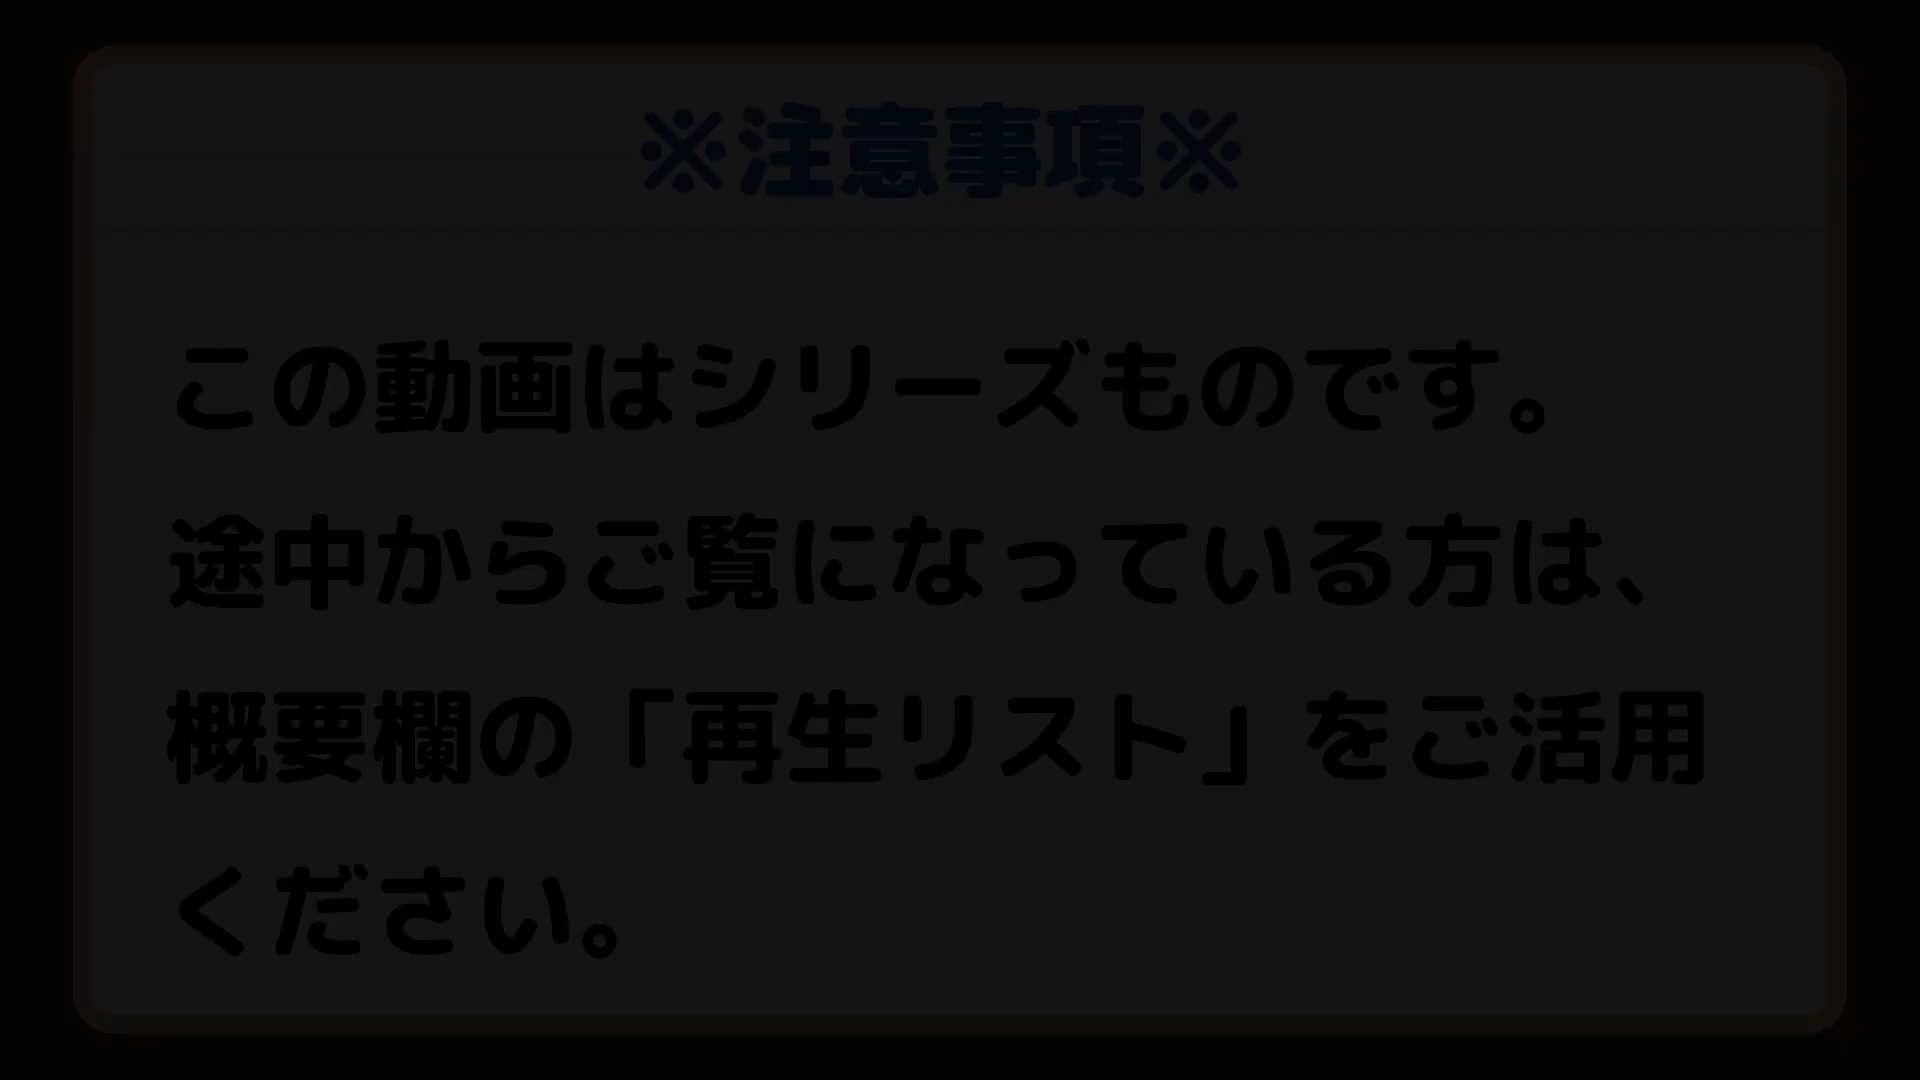 ※注意事項※
この動画はシリーズものです。
途中からご覧になっている方は、
概要欄の「再生リスト」をご活用
ください。